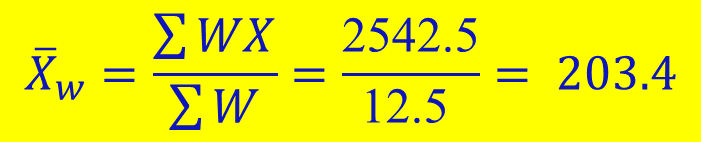 X̄w = ∑WX / ∑W = 2542.5 / 12.5 = 203.4